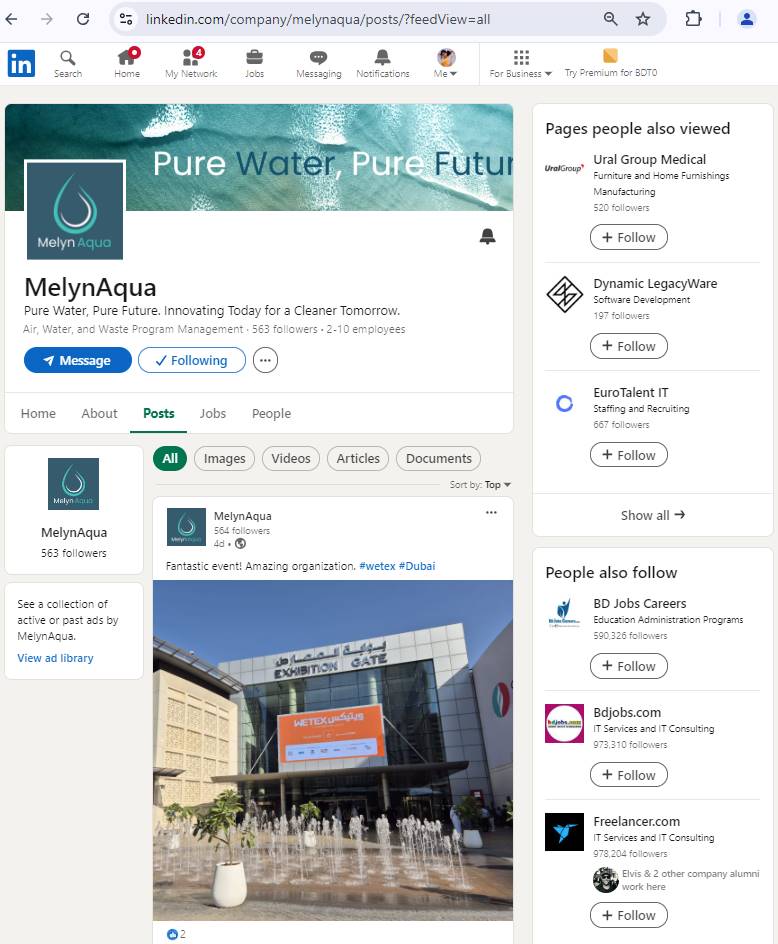 linkedin.com/company/melynaqua/posts/?feedView=all
in
Search
Home
4
My Network
Jobs
Messaging
Notifications
Me
For Business
Try Premium for BDT0
Pure Water, Pure Futur
Melyn Aqua
MelynAqua
Pure Water, Pure Future. Innovating Today for a Cleaner Tomorrow.
Air, Water, and Waste Program Management · 563 followers · 2-10 employees
Message
Following
Home
About
Posts
Jobs
People
Melyn Aqua
MelynAqua
563 followers
See a collection of
active or past ads by
MelynAqua.
View ad library
All
Images
Videos
Articles
Documents
Sort by: Top
MelynAqua
564 followers
4d •
Fantastic event! Amazing organization. #wetex #Dubai
بوابة المعارض
EXHIBITION GATE
ويتيكس
WETEX
2
Pages people also viewed
UralGroup
Ural Group Medical
Furniture and Home Furnishings
Manufacturing
520 followers
+ Follow
Dynamic LegacyWare
Software Development
197 followers
+ Follow
EuroTalent IT
Staffing and Recruiting
667 followers
+ Follow
Show all →
People also follow
BD Jobs Careers
Education Administration Programs
590,326 followers
+ Follow
bdjobs.com
Bdjobs.com
IT Services and IT Consulting
973,310 followers
+ Follow
Freelancer.com
IT Services and IT Consulting
978,204 followers
Elvis & 2 other company alumni
work here
+ Follow